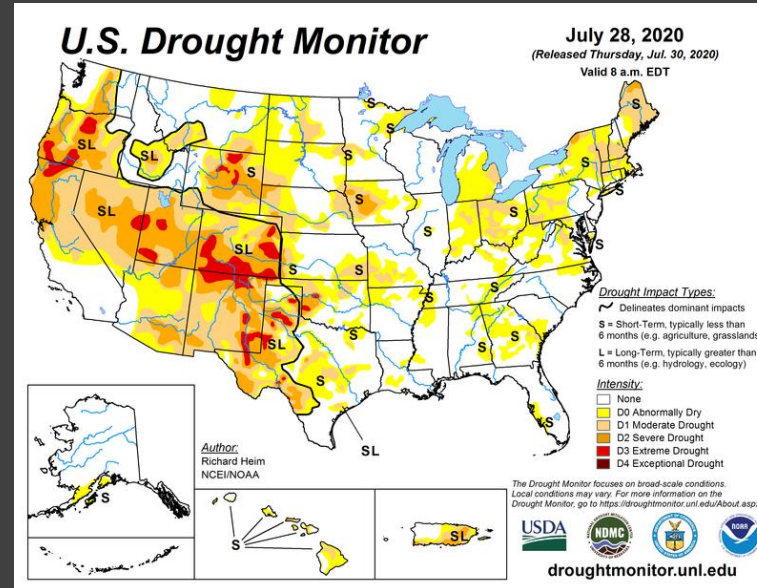 U.S. Drought Monitor
July 28, 2020
(Released Thursday, Jul. 30, 2020)
Valid 8 a.m. EDT
S
S
S
SL
SL
S
S
S
S
S
SL
S
S
SL
S
S
S
S
S
SL
S
S
S
S
S
SL
Drought Impact Types:
Delineates dominant impacts
S = Short-Term, typically less than
6 months (e.g. agriculture, grasslands
L = Long-Term, typically greater than
6 months (e.g. hydrology, ecology)
Intensity:
None
D0 Abnormally Dry
D1 Moderate Drought
D2 Severe Drought
D3 Extreme Drought
D4 Exceptional Drought
Author:
Richard Heim
NCEI/NOAA
S
S
SL
The Drought Monitor focuses on broad-scale conditions.
Local conditions may vary. For more information on the
Drought Monitor, go to https://droughtmonitor.unl.edu/About.asp
USDA
NDMC
NOAA
droughtmonitor.unl.edu